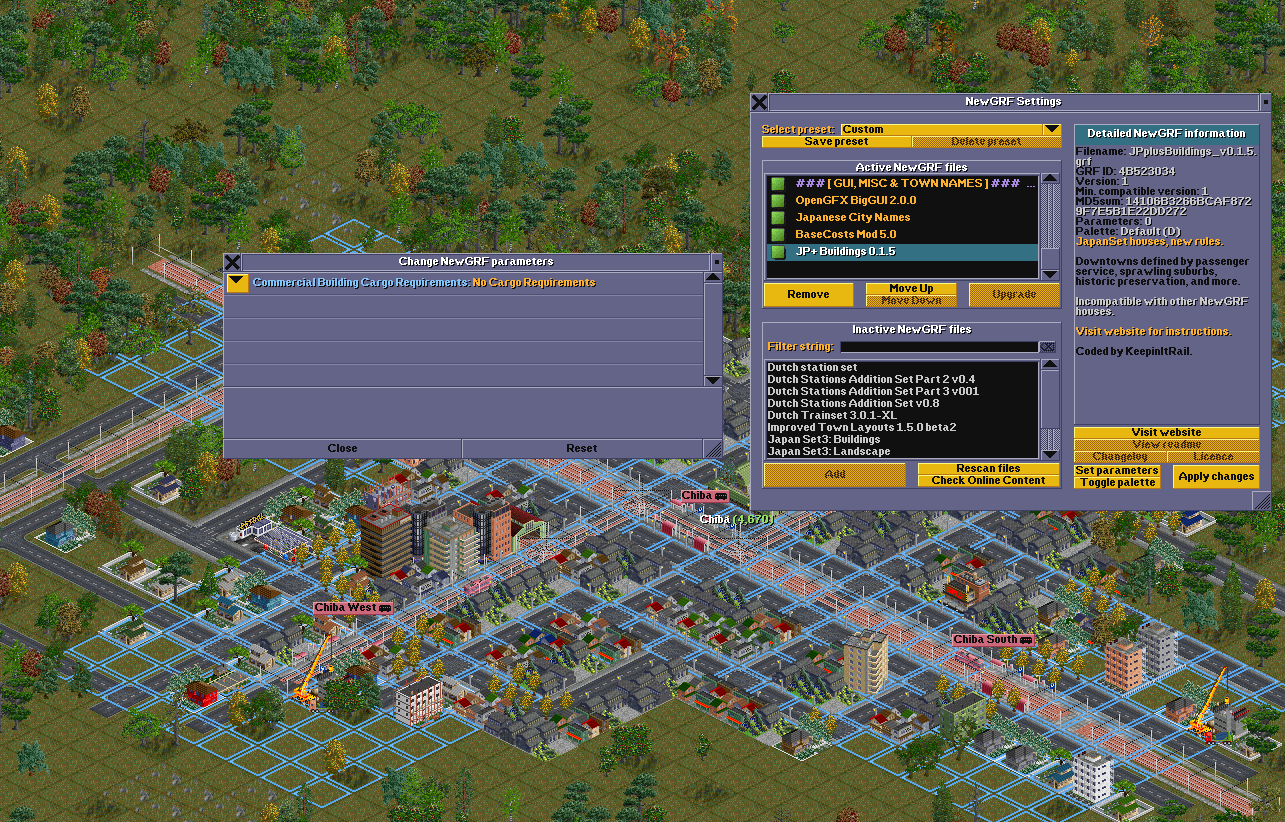 NewGRF Settings
Select preset: Custom
Save preset
Delete preset
Active NewGRF files
### [ GUI, MISC & TOWN NAMES ] ### ...
OpenGFX BigGUI 2.0.0
Japanese City Names
BaseCosts Mod 5.0
JP+ Buildings 0.1.5
Remove
Move Up
Move Down
Upgrade
Inactive NewGRF files
Filter string:
Dutch station set
Dutch Stations Addition Set Part 2 v0.4
Dutch Stations Addition Set Part 3 v001
Dutch Stations Addition Set v0.8
Dutch Trainset 3.0.1-XL
Improved Town Layouts 1.5.0 beta2
Japan Set3: Buildings
Japan Set3: Landscape
Add
Rescan files
Check Online Content
Detailed NewGRF information
Filename: JPplusBuildings_v0.1.5.
grf
GRF ID: 4B523034
Version: 1
Min. compatible version: 1
MD5sum: 14106B3266BCAF872
9F7E5B1E22DD272
Parameters: 0
Palette: Default (D)
JapanSet houses, new rules.
Downtowns defined by passenger
service, sprawling suburbs,
historic preservation, and more.
Incompatible with other NewGRF
houses.
Visit website for instructions.
Coded by KeepinItRail.
Visit website
View readme
Changelog
Licence
Set parameters
Toggle palette
Apply changes
Change NewGRF parameters
Commercial Building Cargo Requirements: No Cargo Requirements
Close
Reset
Chiba
Chiba (4,670)
Chiba West
Chiba South